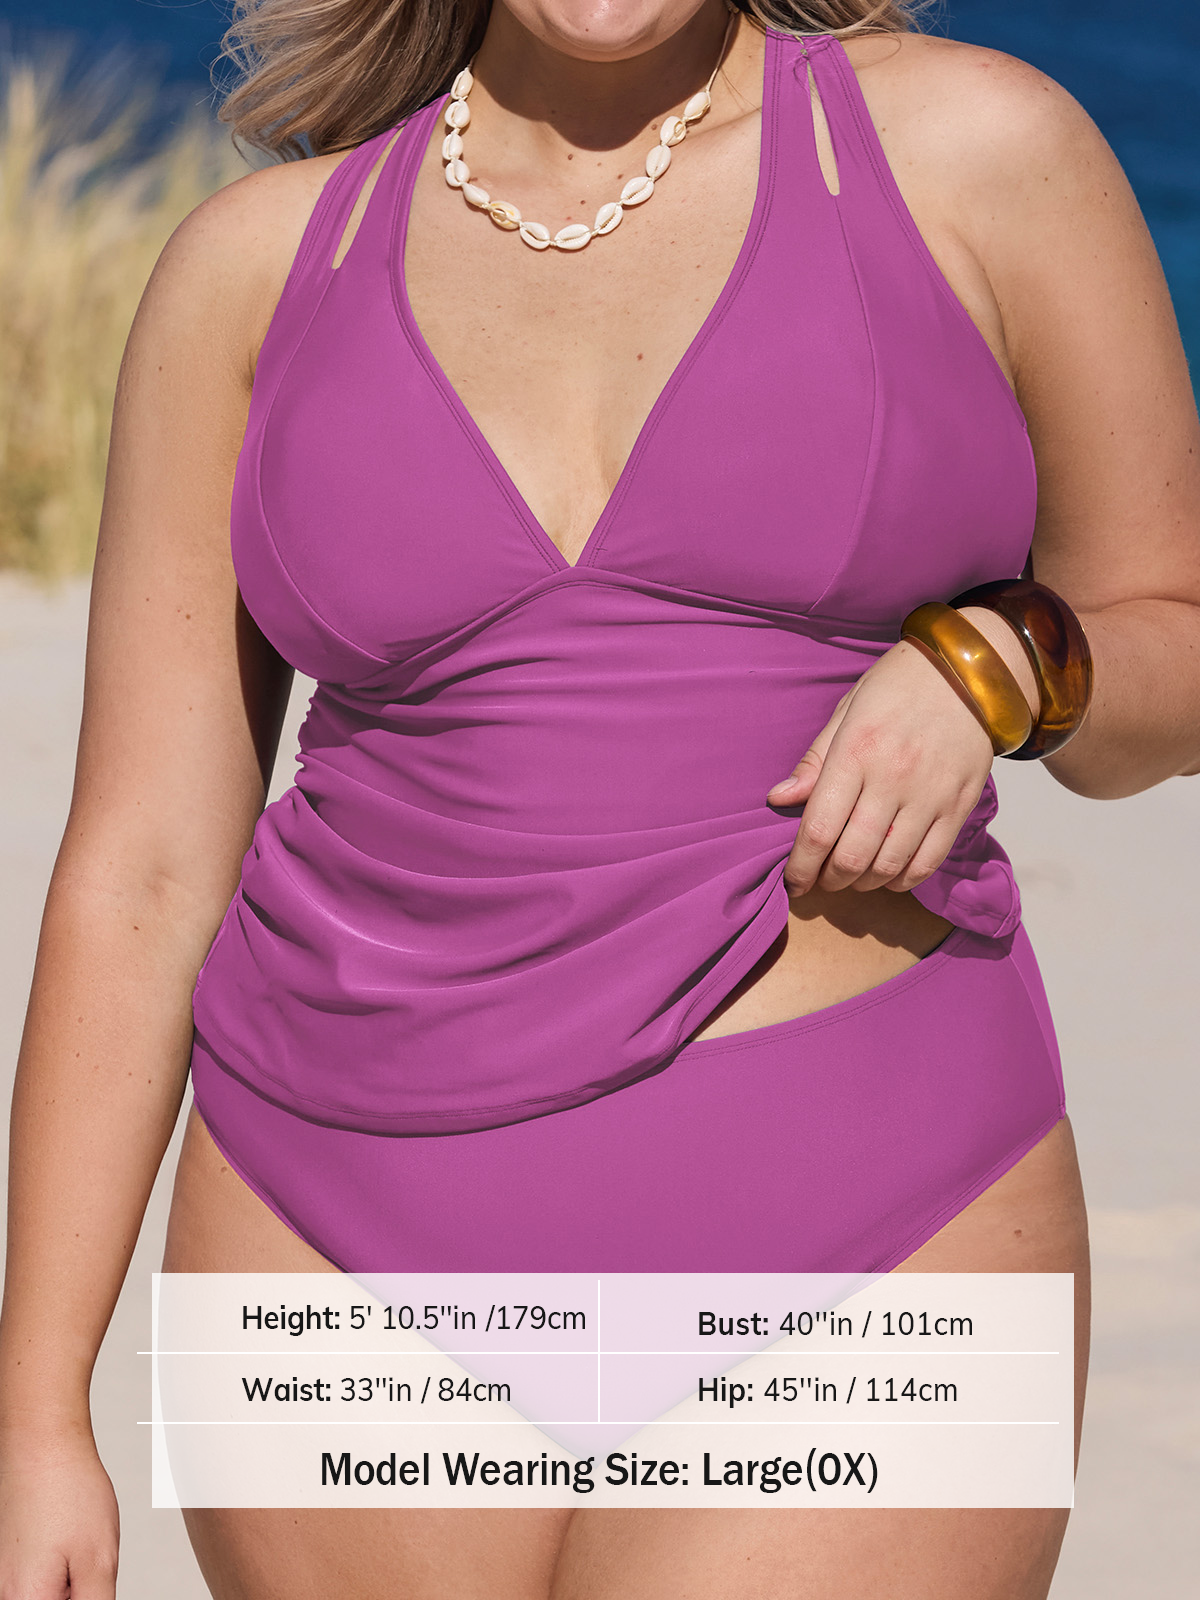 Height: 5' 10.5"in /179cm
Bust: 40"in / 101cm
Waist: 33"in / 84cm
Hip: 45"in / 114cm
Model Wearing Size: Large(0X)